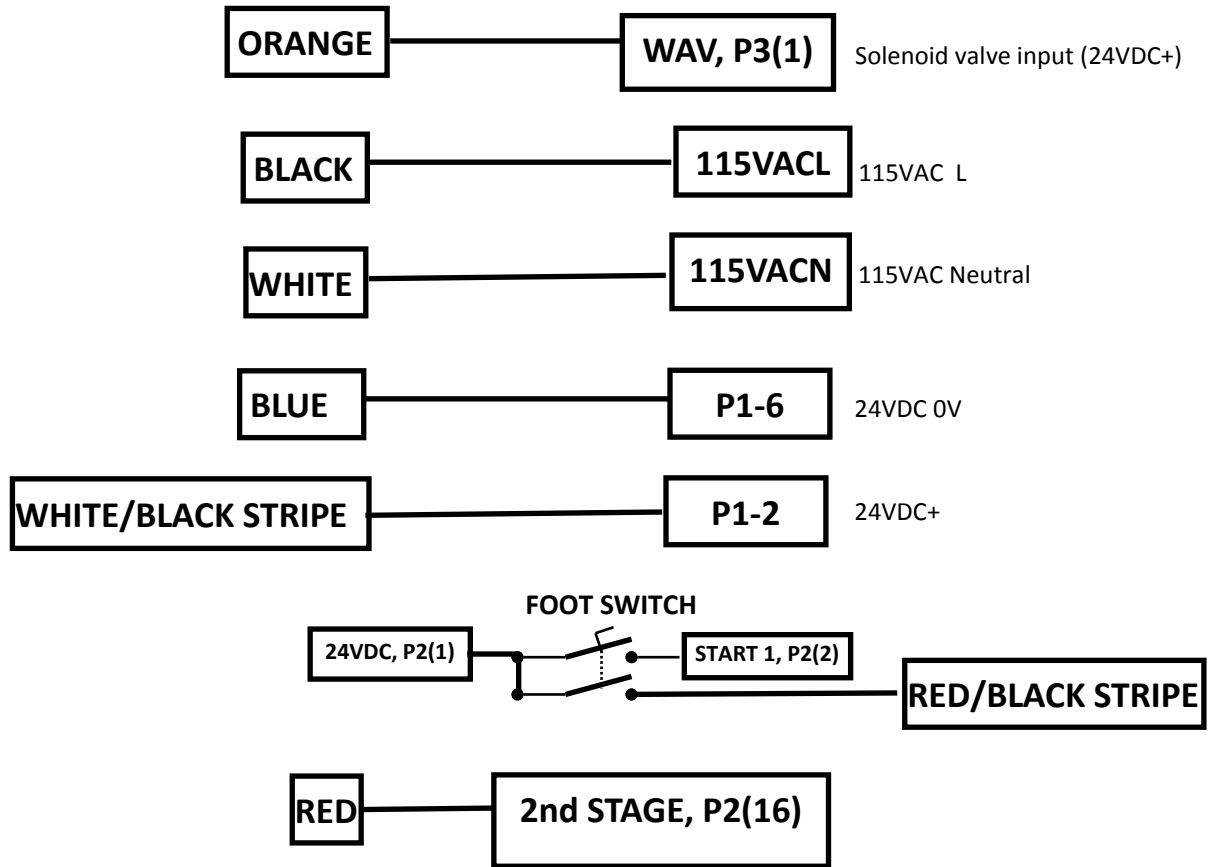 ORANGE
WAV, P3(1)
Solenoid valve input (24VDC+)
BLACK
115VACL
115VAC  L
WHITE
115VACN
115VAC Neutral
BLUE
P1-6
24VDC 0V
WHITE/BLACK STRIPE
P1-2
24VDC+
FOOT SWITCH
24VDC, P2(1)
START 1, P2(2)
RED/BLACK STRIPE
RED
2nd STAGE, P2(16)